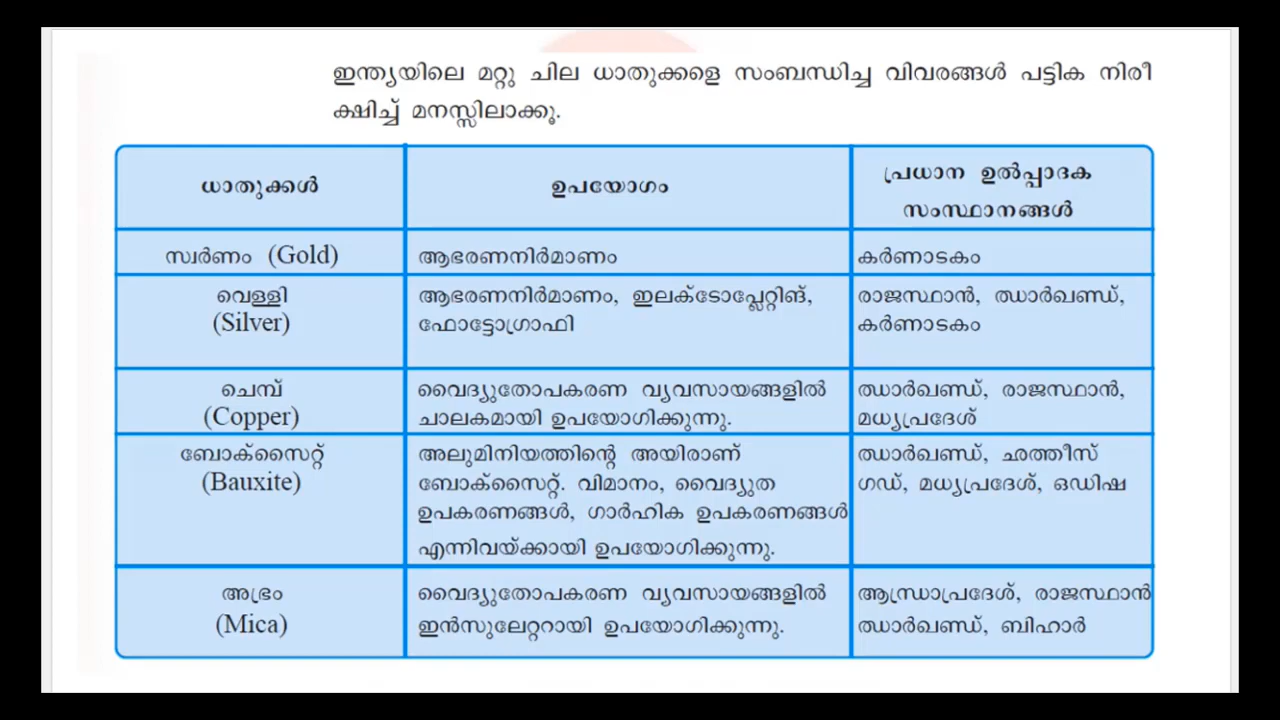 ഇന്ത്യയിലെ മറ്റു ചില ധാതുക്കളെ സംബന്ധിച്ച വിവരങ്ങൾ പട്ടിക നിരീ
ക്ഷിച്ച് മനസ്സിലാക്കൂ.
ധാതുക്കൾ
ഉപയോഗം
പ്രധാന ഉൽപ്പാദക
സംസ്ഥാനങ്ങൾ
സ്വർണം (Gold)
ആഭരണനിർമാണം
കർണാടകം
വെള്ളി
(Silver)
ആഭരണനിർമാണം, ഇലക്ടോപ്ലേറ്റിങ്,
ഫോട്ടോഗ്രാഫി
രാജസ്ഥാൻ, ഝാർഖണ്ഡ്,
കർണാടകം
ചെമ്പ്
(Copper)
വൈദ്യുതോപകരണ വ്യവസായങ്ങളിൽ
ചാലകമായി ഉപയോഗിക്കുന്നു.
ഝാർഖണ്ഡ്, രാജസ്ഥാൻ,
മധ്യപ്രദേശ്
ബോക്സൈറ്റ്
(Bauxite)
അലുമിനിയത്തിന്റെ അയിരാണ്
ബോക്സൈറ്റ്. വിമാനം, വൈദ്യുത
ഉപകരണങ്ങൾ, ഗാർഹിക ഉപകരണങ്ങൾ
എന്നിവയ്ക്കായി ഉപയോഗിക്കുന്നു.
ഝാർഖണ്ഡ്, ഛത്തീസ്
ഗഡ്, മധ്യപ്രദേശ്, ഒഡിഷ
അഭ്രം
(Mica)
വൈദ്യുതോപകരണ വ്യവസായങ്ങളിൽ
ഇൻസുലേറ്ററായി ഉപയോഗിക്കുന്നു.
ആന്ധ്രാപ്രദേശ്, രാജസ്ഥാൻ
ഝാർഖണ്ഡ്, ബിഹാർ